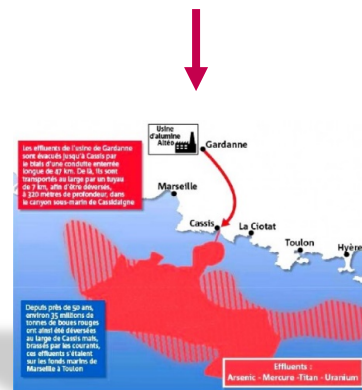 Usine
d'alumine
Altéo
Gardanne
Les effluents de l'usine de Gardanne
sont évacués jusqu'à Cassis par
le biais d'une conduite enterrée
longue de 47 km. De là, ils sont
transportés au large par un tuyau
de 7 km, afin d'être déversés,
à 320 mètres de profondeur, dans
le canyon sous-marin de Cassidaigne
Marseille
Cassis
La Ciotat
Toulon
Hyère
Depuis près de 50 ans,
environ 35 millions de
tonnes de boues rouges
ont ainsi été déversées
au large de Cassis mais,
brassés par les courants,
ces effluents s'étalent
sur les fonds marins de
Marseille à Toulon
Effluents :
Arsenic - Mercure -Titan - Uranium